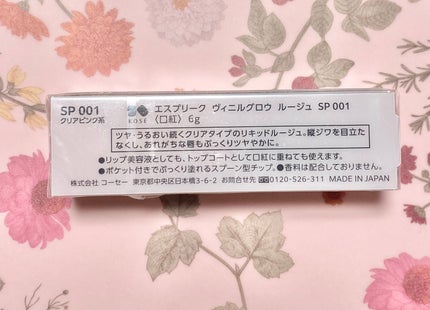 SP 001
クリアピンク系
KOSÉ
エスプリーク ヴィニルグロウ ルージュ SP 001
〈口紅〉 6g
ツヤ・うるおい続くクリアタイプのリキッドルージュ。縦ジワを目立た
なくし、あれがちな唇もぷっくりツヤやかに。
●リップ美容液としても、トップコートとして口紅に重ねても使えます。
●ポケット付きでぷっくり塗れるスプーン型チップ。●香料は配合しておりません。
株式会社 コーセー 東京都中央区日本橋3-6-2 お問合せ先 0120-526-311 MADE IN JAPAN